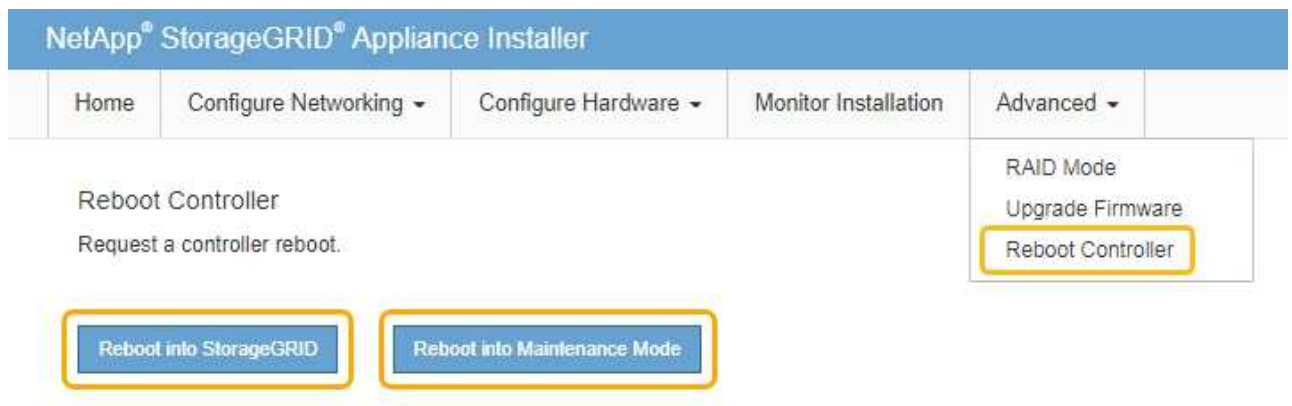 NetApp® StorageGRID® Appliance Installer
Home Configure Networking Configure Hardware Monitor Installation Advanced
RAID Mode
Upgrade Firmware
Reboot Controller
Reboot Controller
Request a controller reboot.
Reboot into StorageGRID Reboot into Maintenance Mode